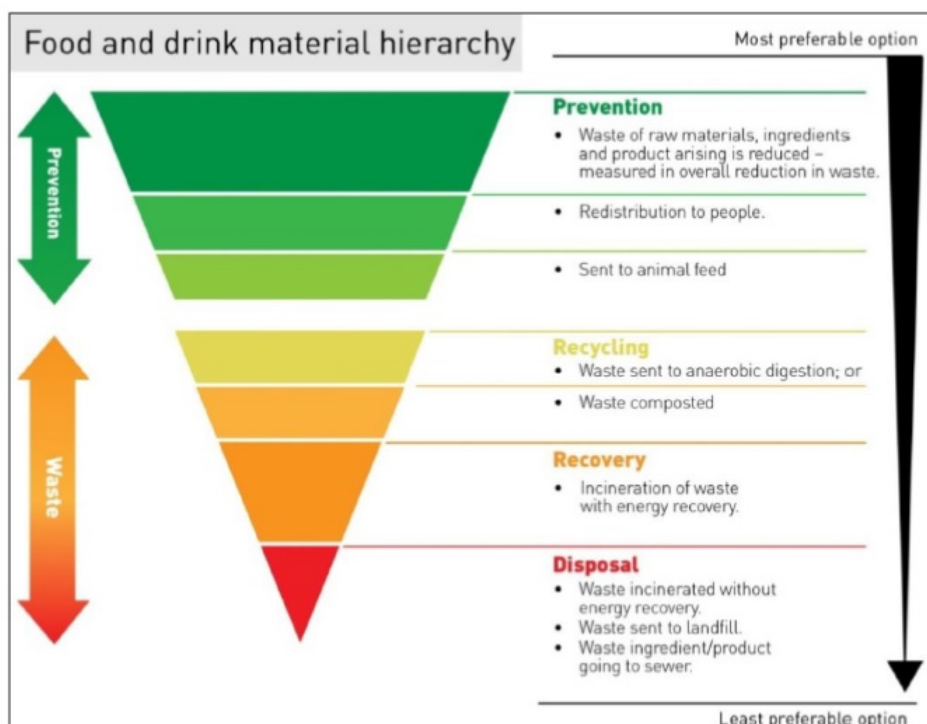 Food and drink material hierarchy
Most preferable option
Prevention
Prevention
• Waste of raw materials, ingredients
and product arising is reduced –
measured in overall reduction in waste.
• Redistribution to people.
• Sent to animal feed
Waste
Recycling
• Waste sent to anaerobic digestion; or
• Waste composted
Recovery
• Incineration of waste
with energy recovery.
Disposal
• Waste incinerated without
energy recovery.
• Waste sent to landfill.
• Waste ingredient/product
going to sewer.
Least preferable option